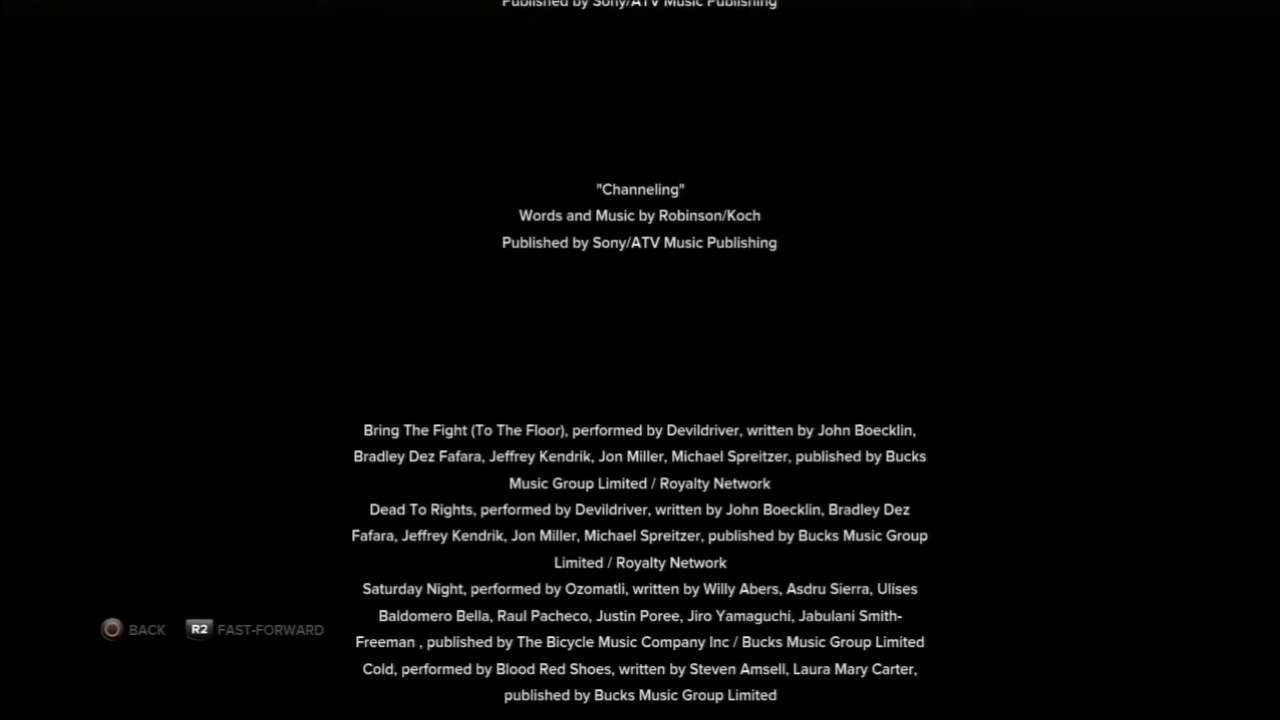 Published by Sony/ATV Music Publishing
"Channeling"
Words and Music by Robinson/Koch
Published by Sony/ATV Music Publishing
Bring The Fight (To The Floor), performed by Devildriver, written by John Boecklin,
Bradley Dez Fafara, Jeffrey Kendrik, Jon Miller, Michael Spreitzer, published by Bucks
Music Group Limited / Royalty Network
Dead To Rights, performed by Devildriver, written by John Boecklin, Bradley Dez
Fafara, Jeffrey Kendrik, Jon Miller, Michael Spreitzer, published by Bucks Music Group
Limited / Royalty Network
Saturday Night, performed by Ozomatli, written by Willy Abers, Asdru Sierra, Ulises
Baldomero Bella, Raul Pacheco, Justin Poree, Jiro Yamaguchi, Jabulani Smith-
Freeman , published by The Bicycle Music Company Inc / Bucks Music Group Limited
Cold, performed by Blood Red Shoes, written by Steven Amsell, Laura Mary Carter,
published by Bucks Music Group Limited
BACK R2 FAST-FORWARD